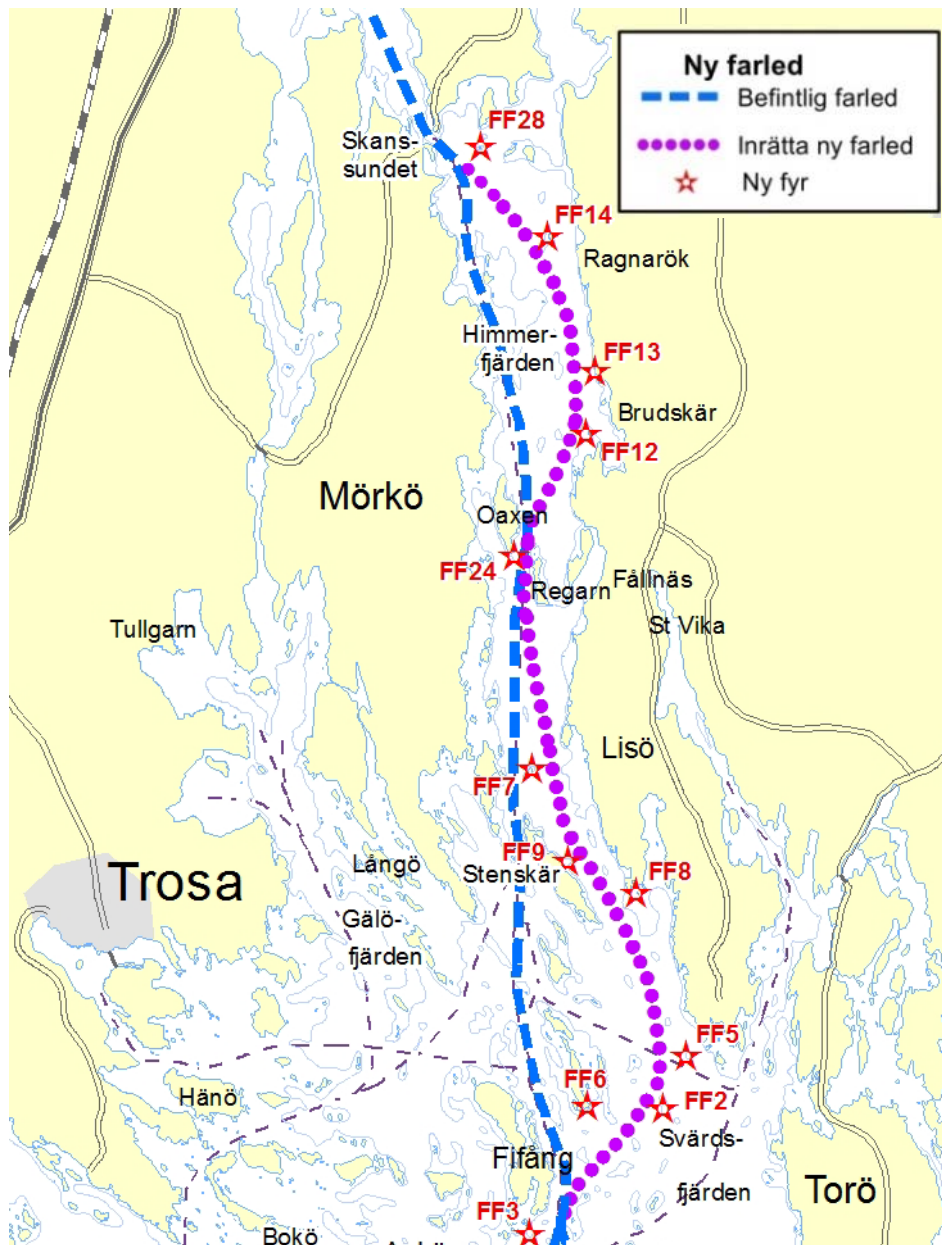 Ny farled
Befintlig farled
Inrätta ny farled
Ny fyr
FF28
Skans-
sundet
FF14
Ragnarök
Himmer-
fjärden
FF13
Brudskär
FF12
Mörkö
Oaxen
FF24
Regarn
Fållnäs
St Vika
Tullgarn
Lisö
FF7
FF9
Stenskär
FF8
Långö
Trosa
Gälö-
fjärden
FF5
FF6
FF2
Hänö
Svärds-
fjärden
Fifång
Torö
FF3
Bokö